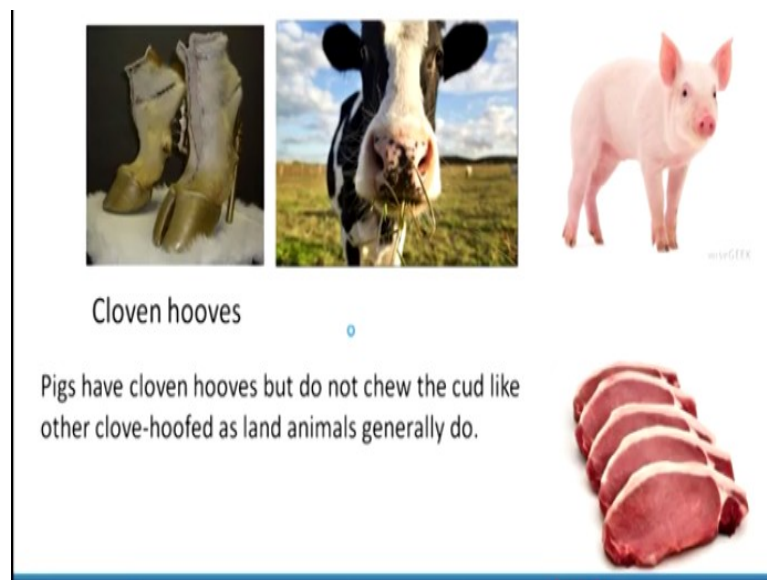 wiseGEEK
Cloven hooves
Pigs have cloven hooves but do not chew the cud like
other clove-hoofed as land animals generally do.